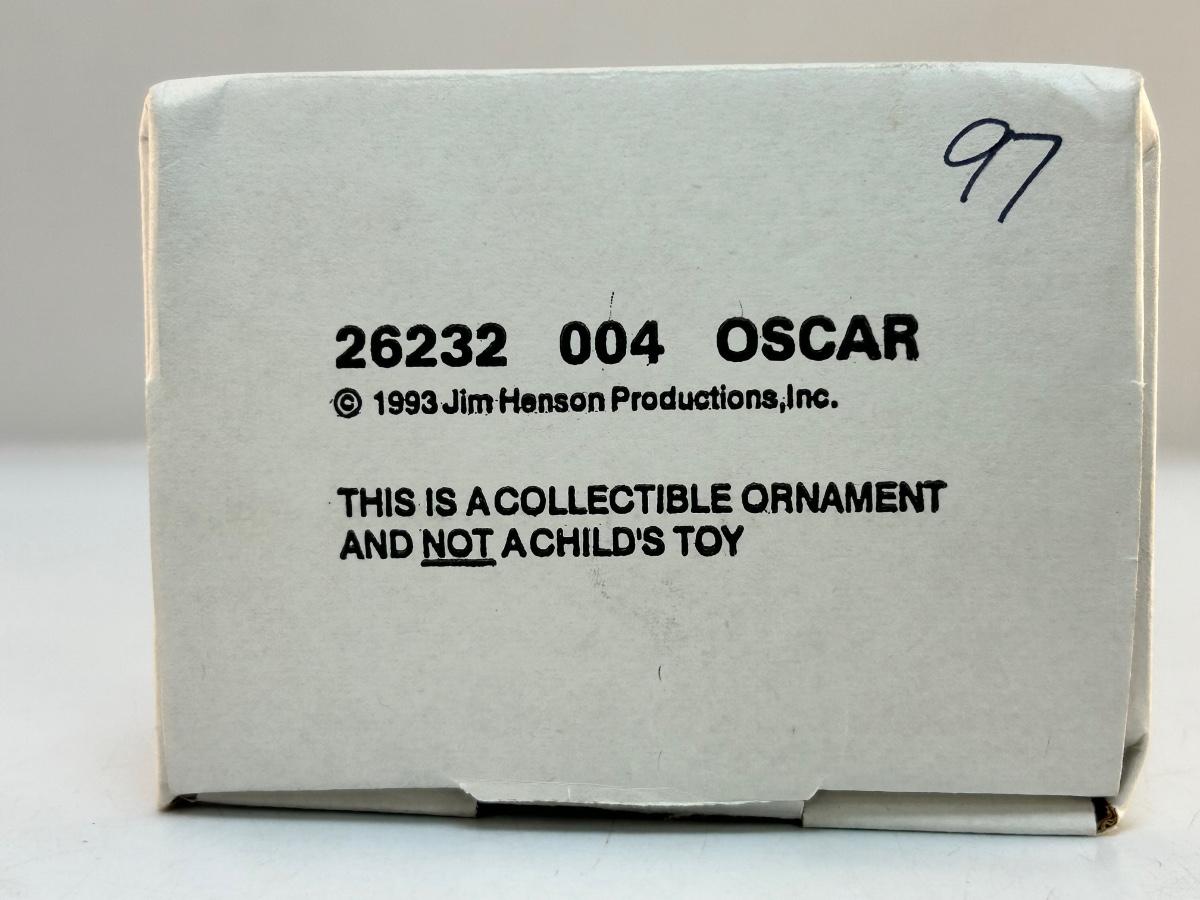 97
26232 004 OSCAR
© 1993 Jim Henson Productions, Inc.
THIS IS A COLLECTIBLE ORNAMENT
AND NOT A CHILD'S TOY